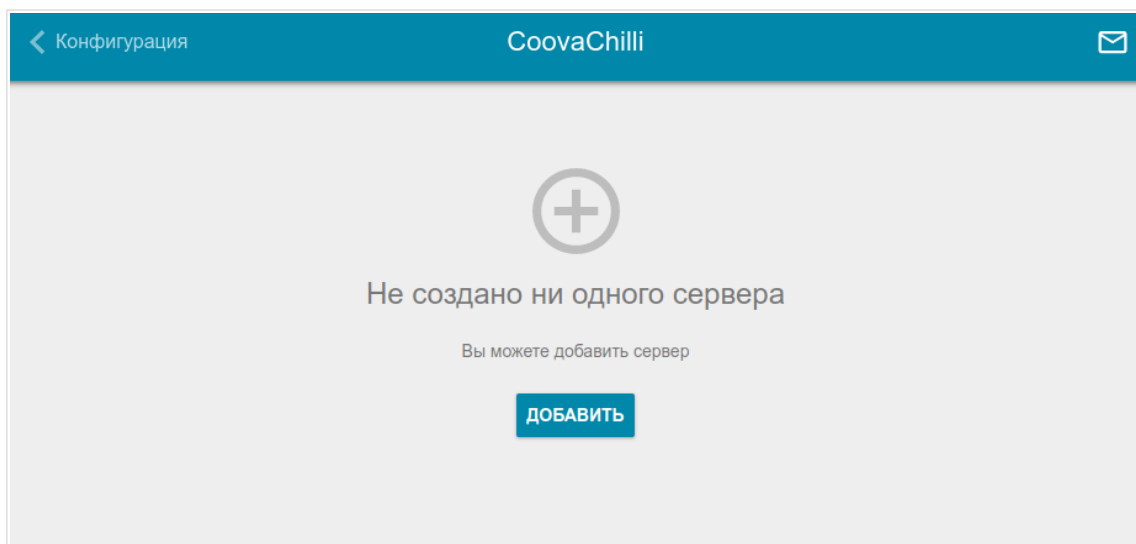 Конфигурация
CoovaChilli
Не создано ни одного сервера
Вы можете добавить сервер
ДОБАВИТЬ